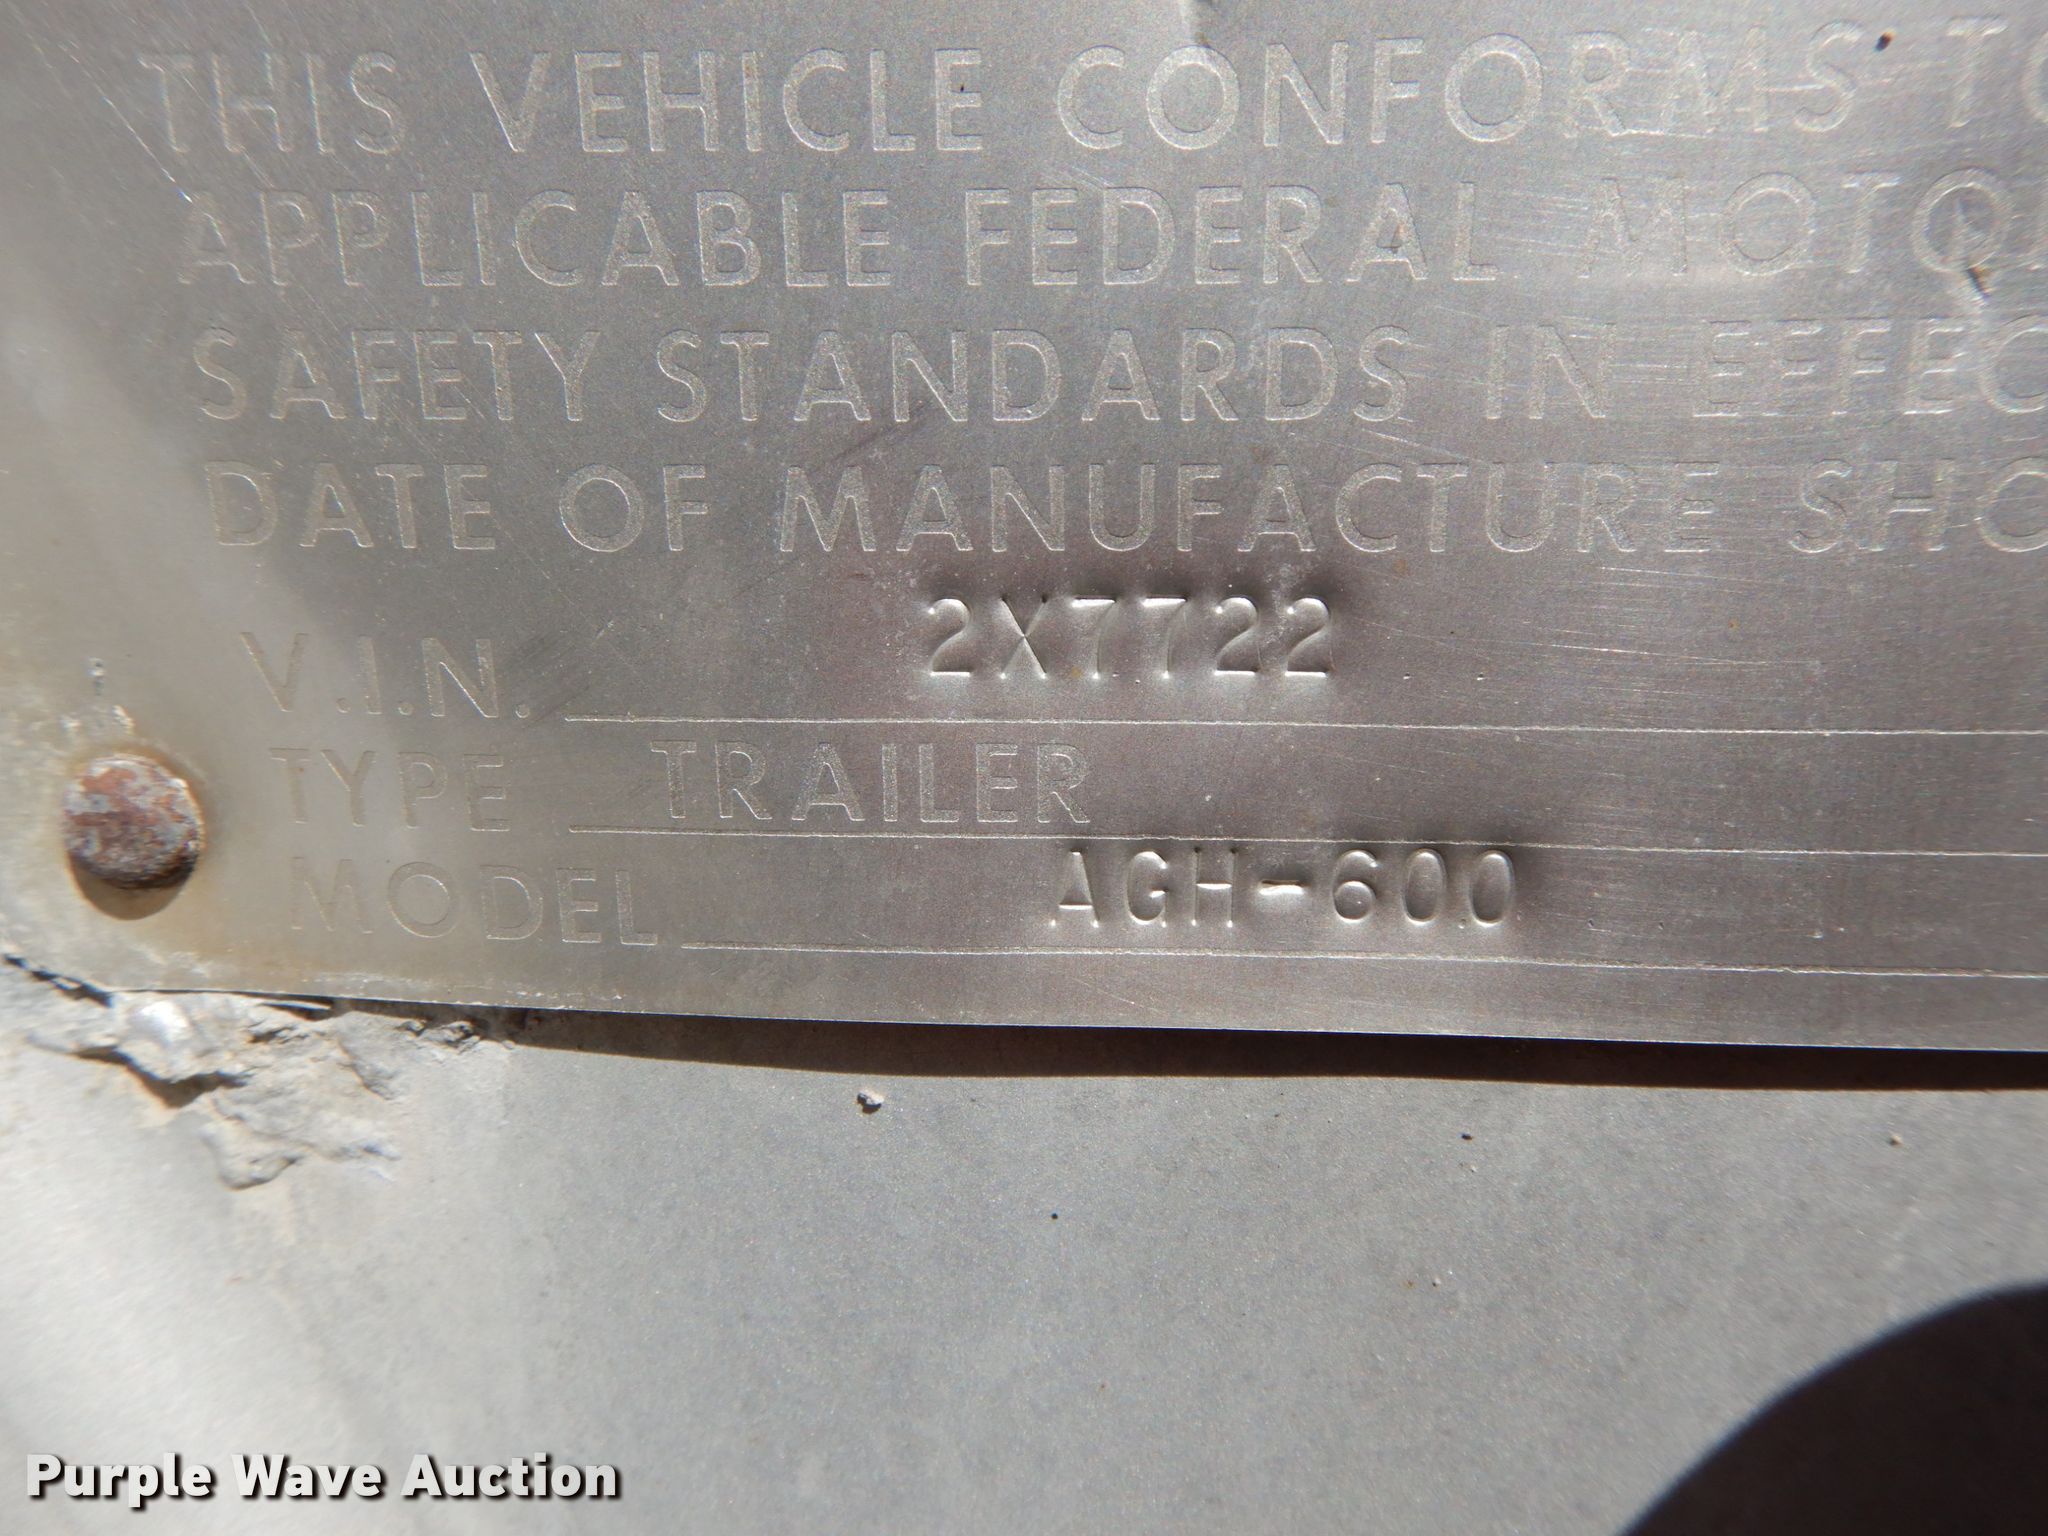 THIS VEHICLE CONFORMS TO
APPLICABLE FEDERAL MOTOR
SAFETY STANDARDS IN EFFEC
DATE OF MANUFACTURE SHO
V.I.N. 2X7722
TYPE TRAILER
MODEL AGH-600
Purple Wave Auction